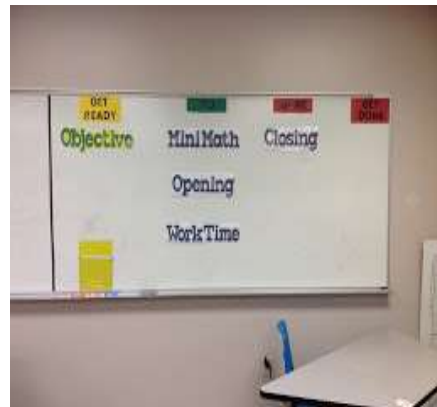 GET
READY
Objective
MiniMath
Opening
WorkTime
Closing
GET
DONE